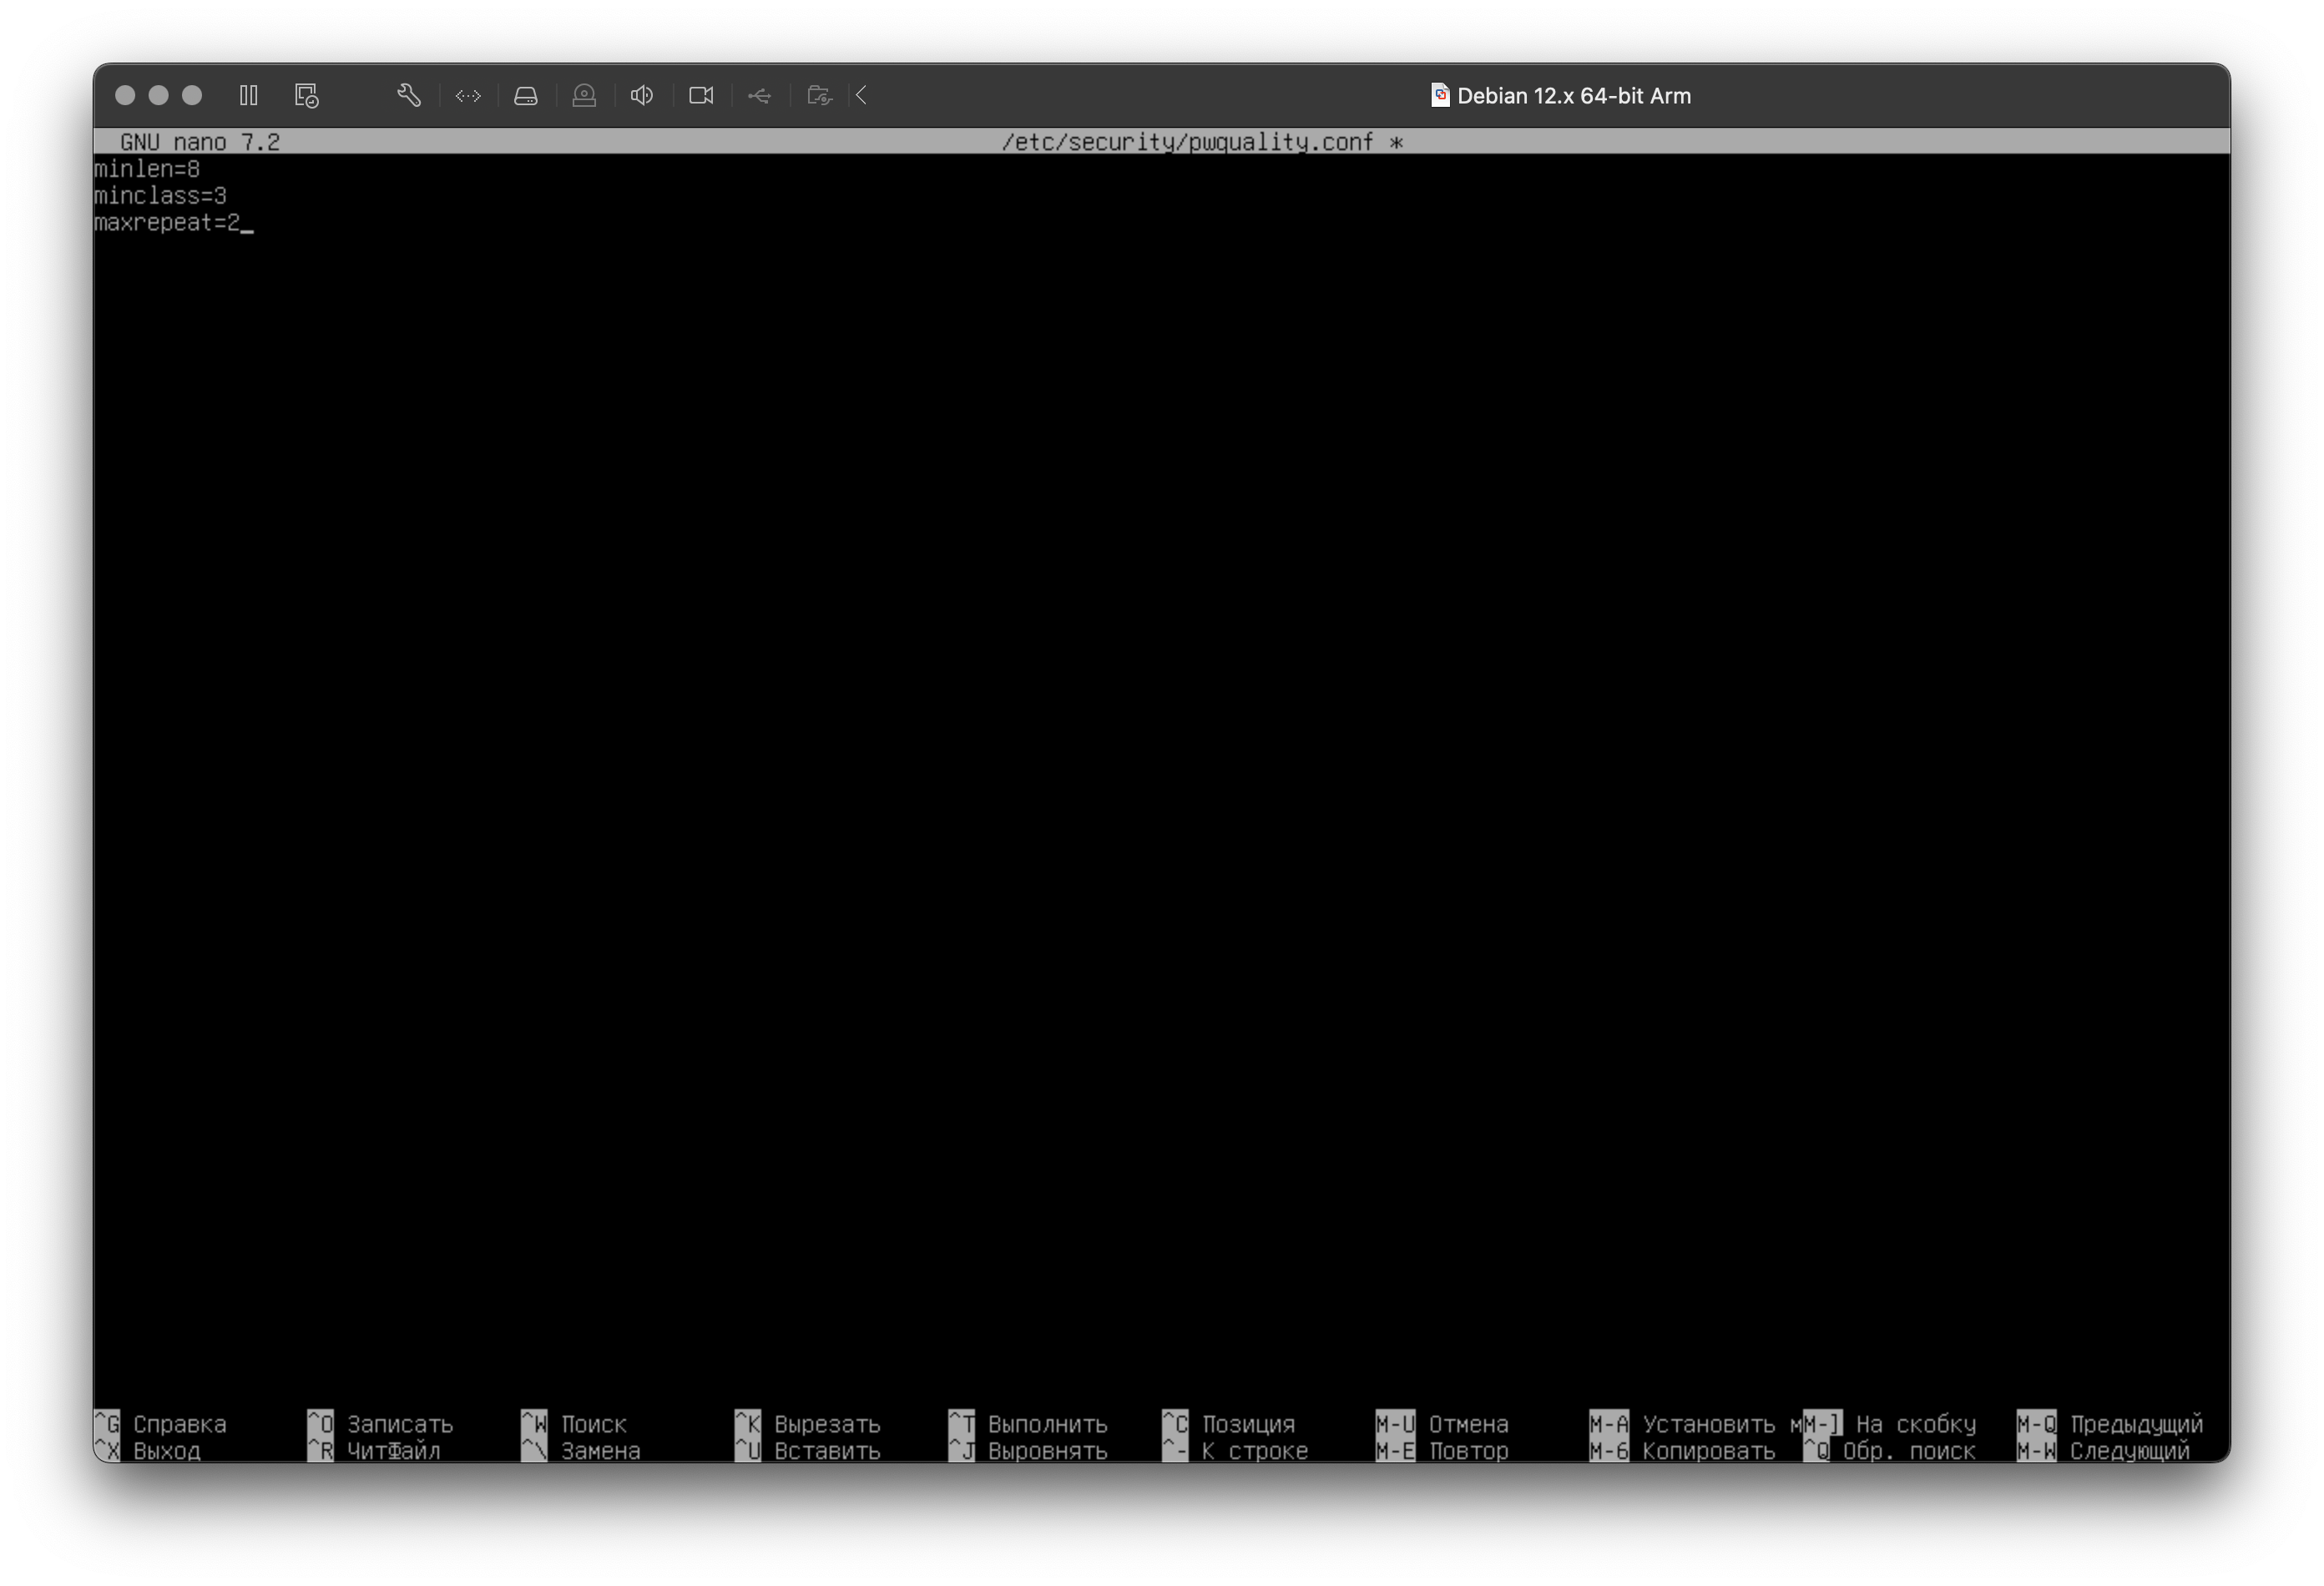 Debian 12.x 64-bit Arm
GNU nano 7.2 /etc/security/pwquality.conf *
minlen=8
minclass=3
maxrepeat=2_
^G Справка ^O Записать ^W Поиск ^K Вырезать ^T Выполнить ^C Позиция M-U Отмена M-A Установить мM-] На скобку M-Q Предыдущий
^X Выход ^R ЧитФайл ^\ Замена ^U Вставить ^J Выровнять ^- К строке M-E Повтор M-6 Копировать ^Q Обр. поиск M-W Следующий